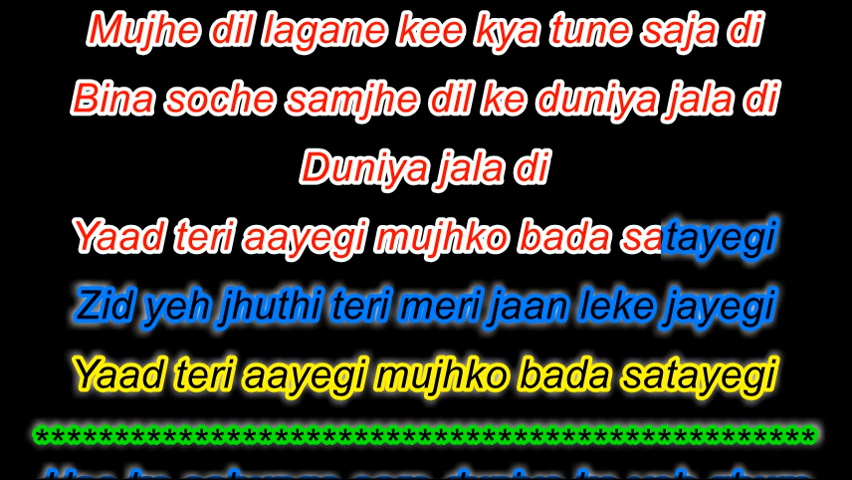 Mujhe dil lagane kee kya tune saja di
Bina soche samjhe dil ke duniya jala di
Duniya jala di
Yaad teri aayegi mujhko bada satayegi
Zid yeh jhuthi teri meri jaan leke jayegi
Yaad teri aayegi mujhko bada satayegi
*************************************************